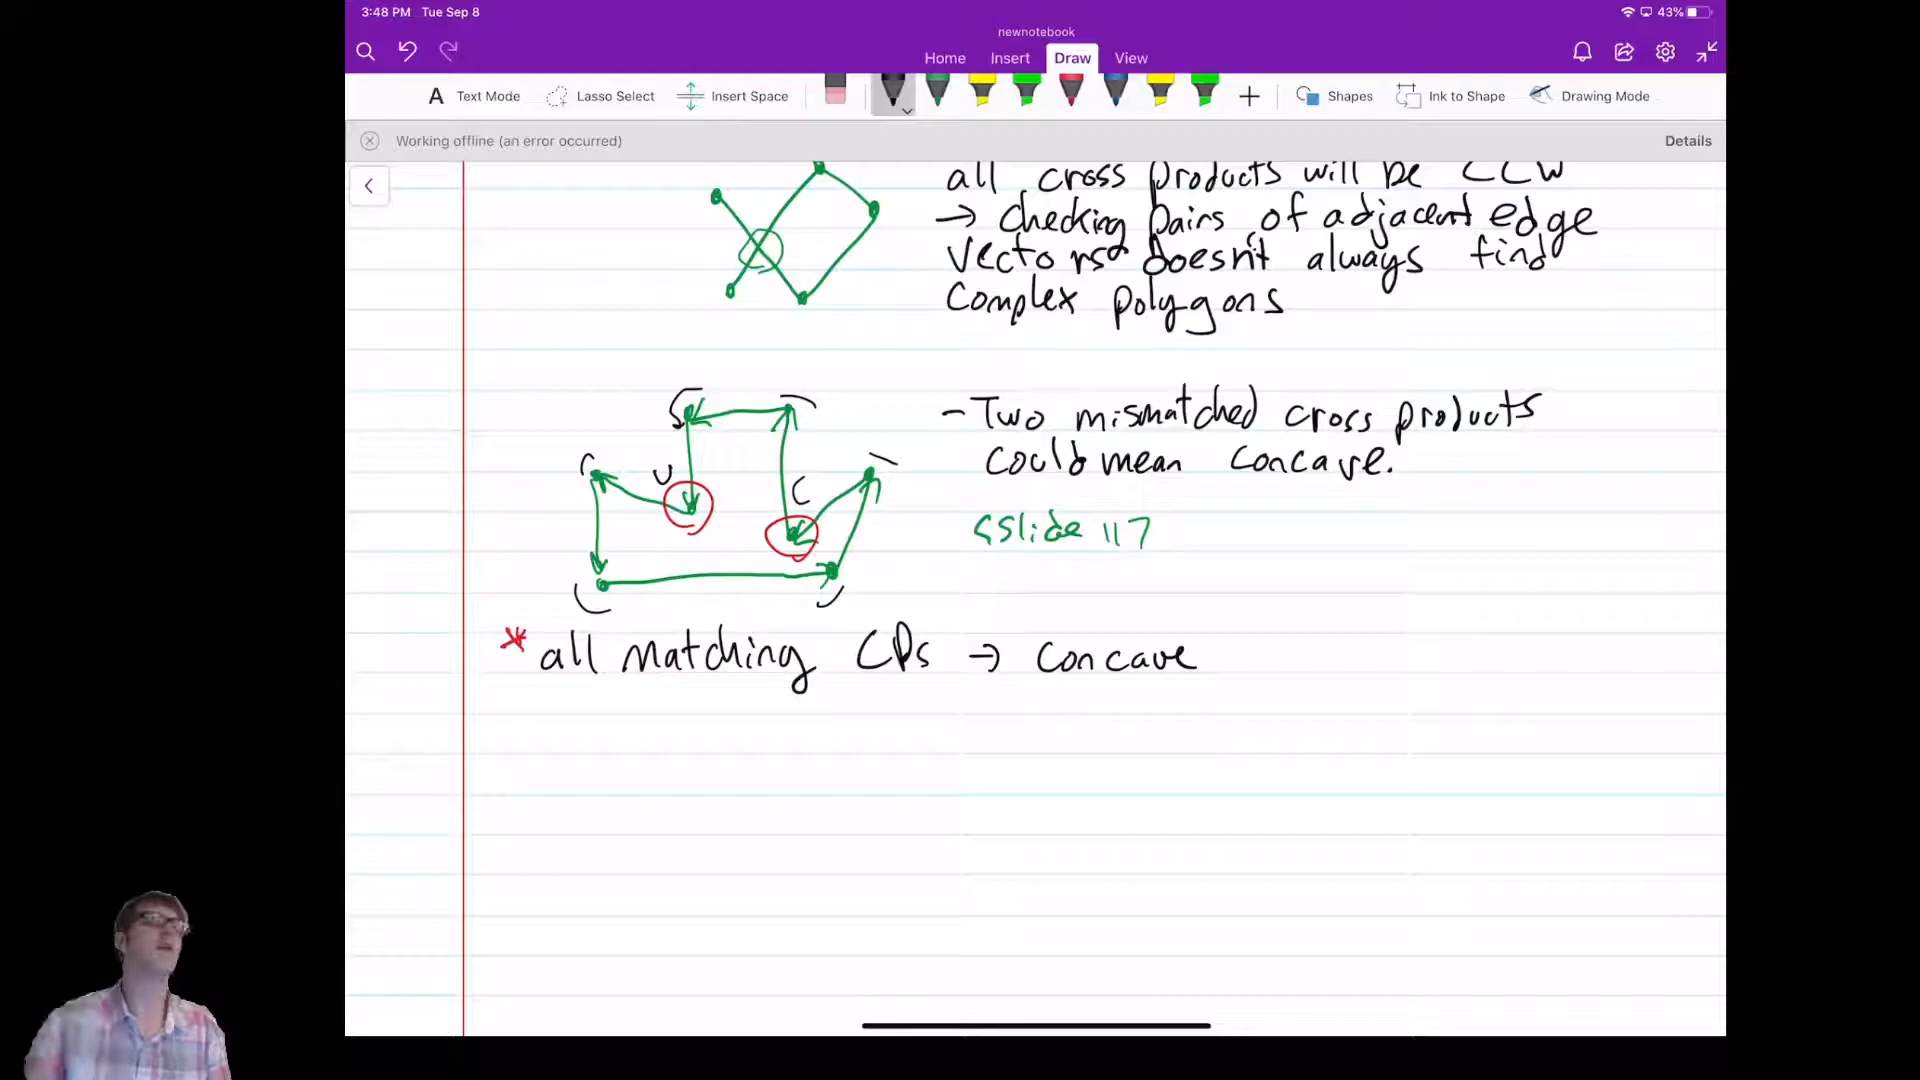 3:48 PM Tue Sep 8
43%
newnotebook
Home Insert Draw View
Text Mode Lasso Select Insert Space Shapes Ink to Shape Drawing Mode
Working offline (an error occurred) Details
all cross products will be CCW
→ checking pairs of adjacent edge
vectors doesn't always find
complex polygons
- Two mismatched cross products
could mean concave.
U
C
Slide 117
* all matching CPs → concave